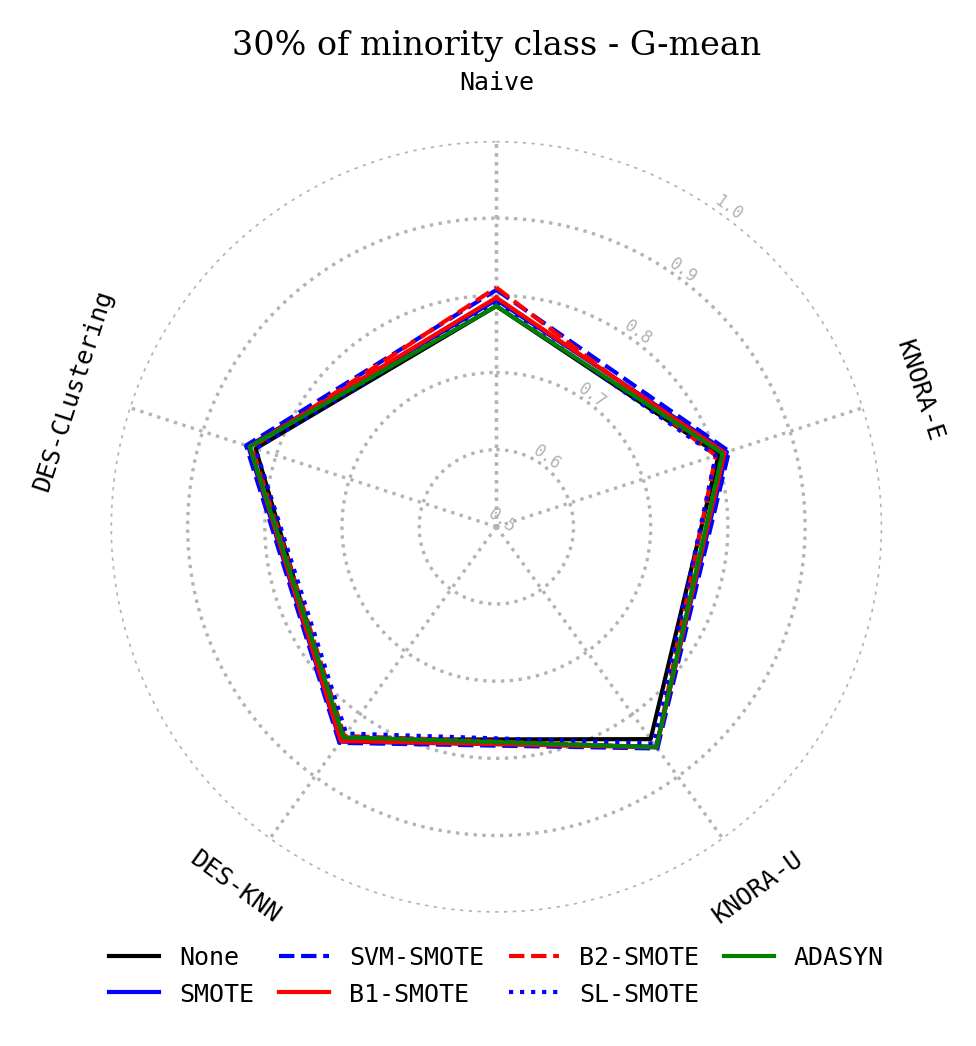 30% of minority class - G-mean
Naive
1.0
0.9
0.8
0.7
0.6
0.5
KNORA-E
DES-CLustering
DES-KNN
KNORA-U
None
SVM-SMOTE
B2-SMOTE
ADASYN
SMOTE
B1-SMOTE
SL-SMOTE